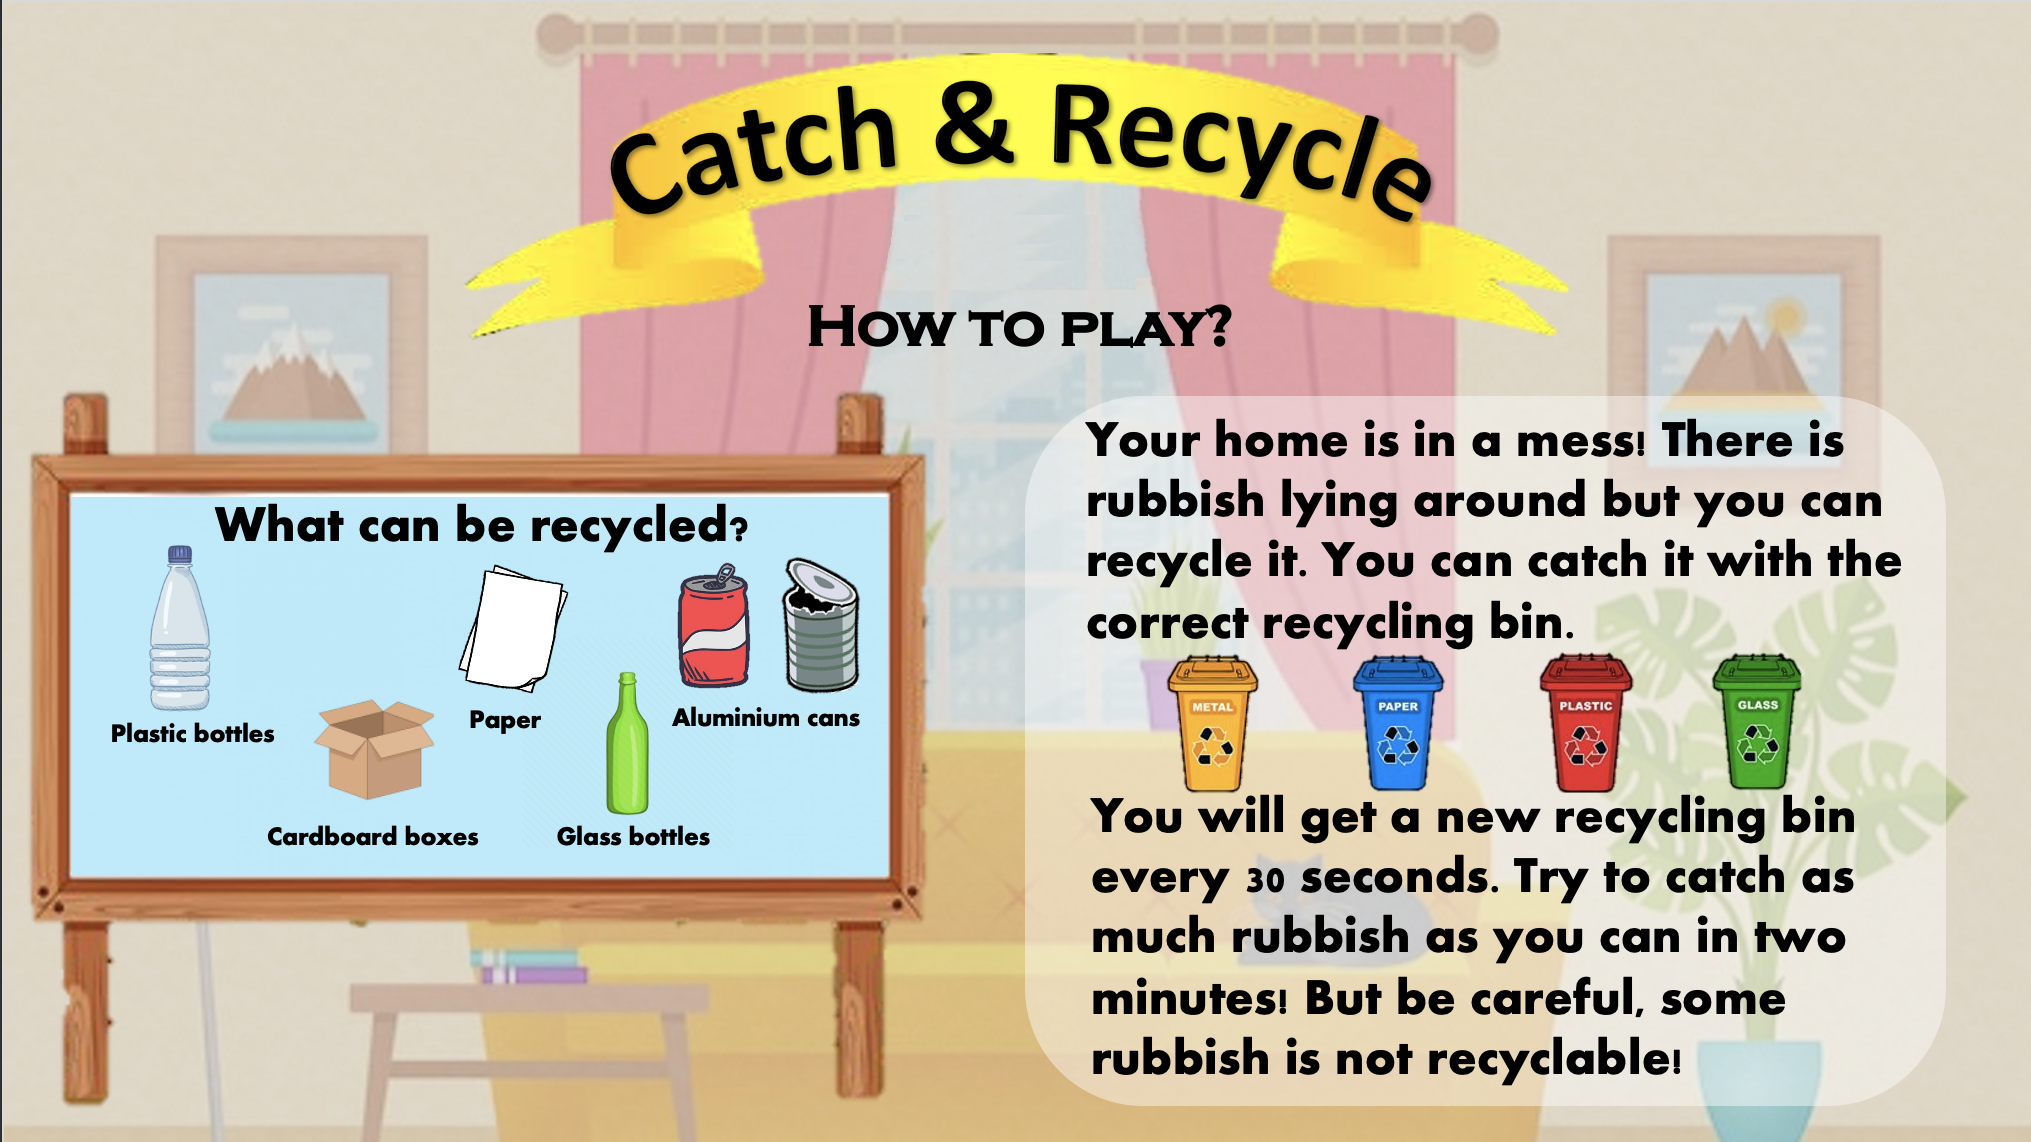 Catch & Recycle
How to play?
What can be recycled?
Plastic bottles
Cardboard boxes
Paper
Glass bottles
Aluminium cans
Your home is in a mess! There is
rubbish lying around but you can
recycle it. You can catch it with the
correct recycling bin.
METAL
PAPER
PLASTIC
GLASS
You will get a new recycling bin
every 30 seconds. Try to catch as
much rubbish as you can in two
minutes! But be careful, some
rubbish is not recyclable!